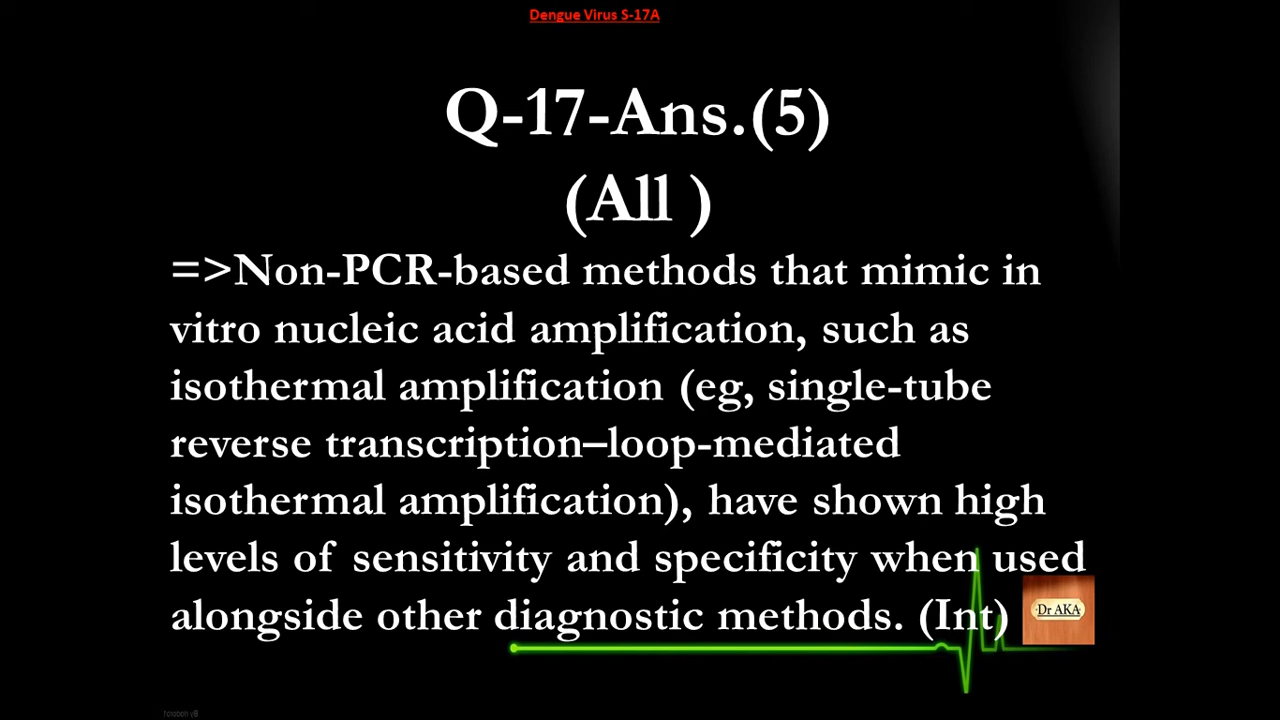 Dengue Virus S-17A
Q-17-Ans.(5)
(All )
=>Non-PCR-based methods that mimic in
vitro nucleic acid amplification, such as
isothermal amplification (eg, single-tube
reverse transcription–loop-mediated
isothermal amplification), have shown high
levels of sensitivity and specificity when used
alongside other diagnostic methods. (Int)
Dr AKA